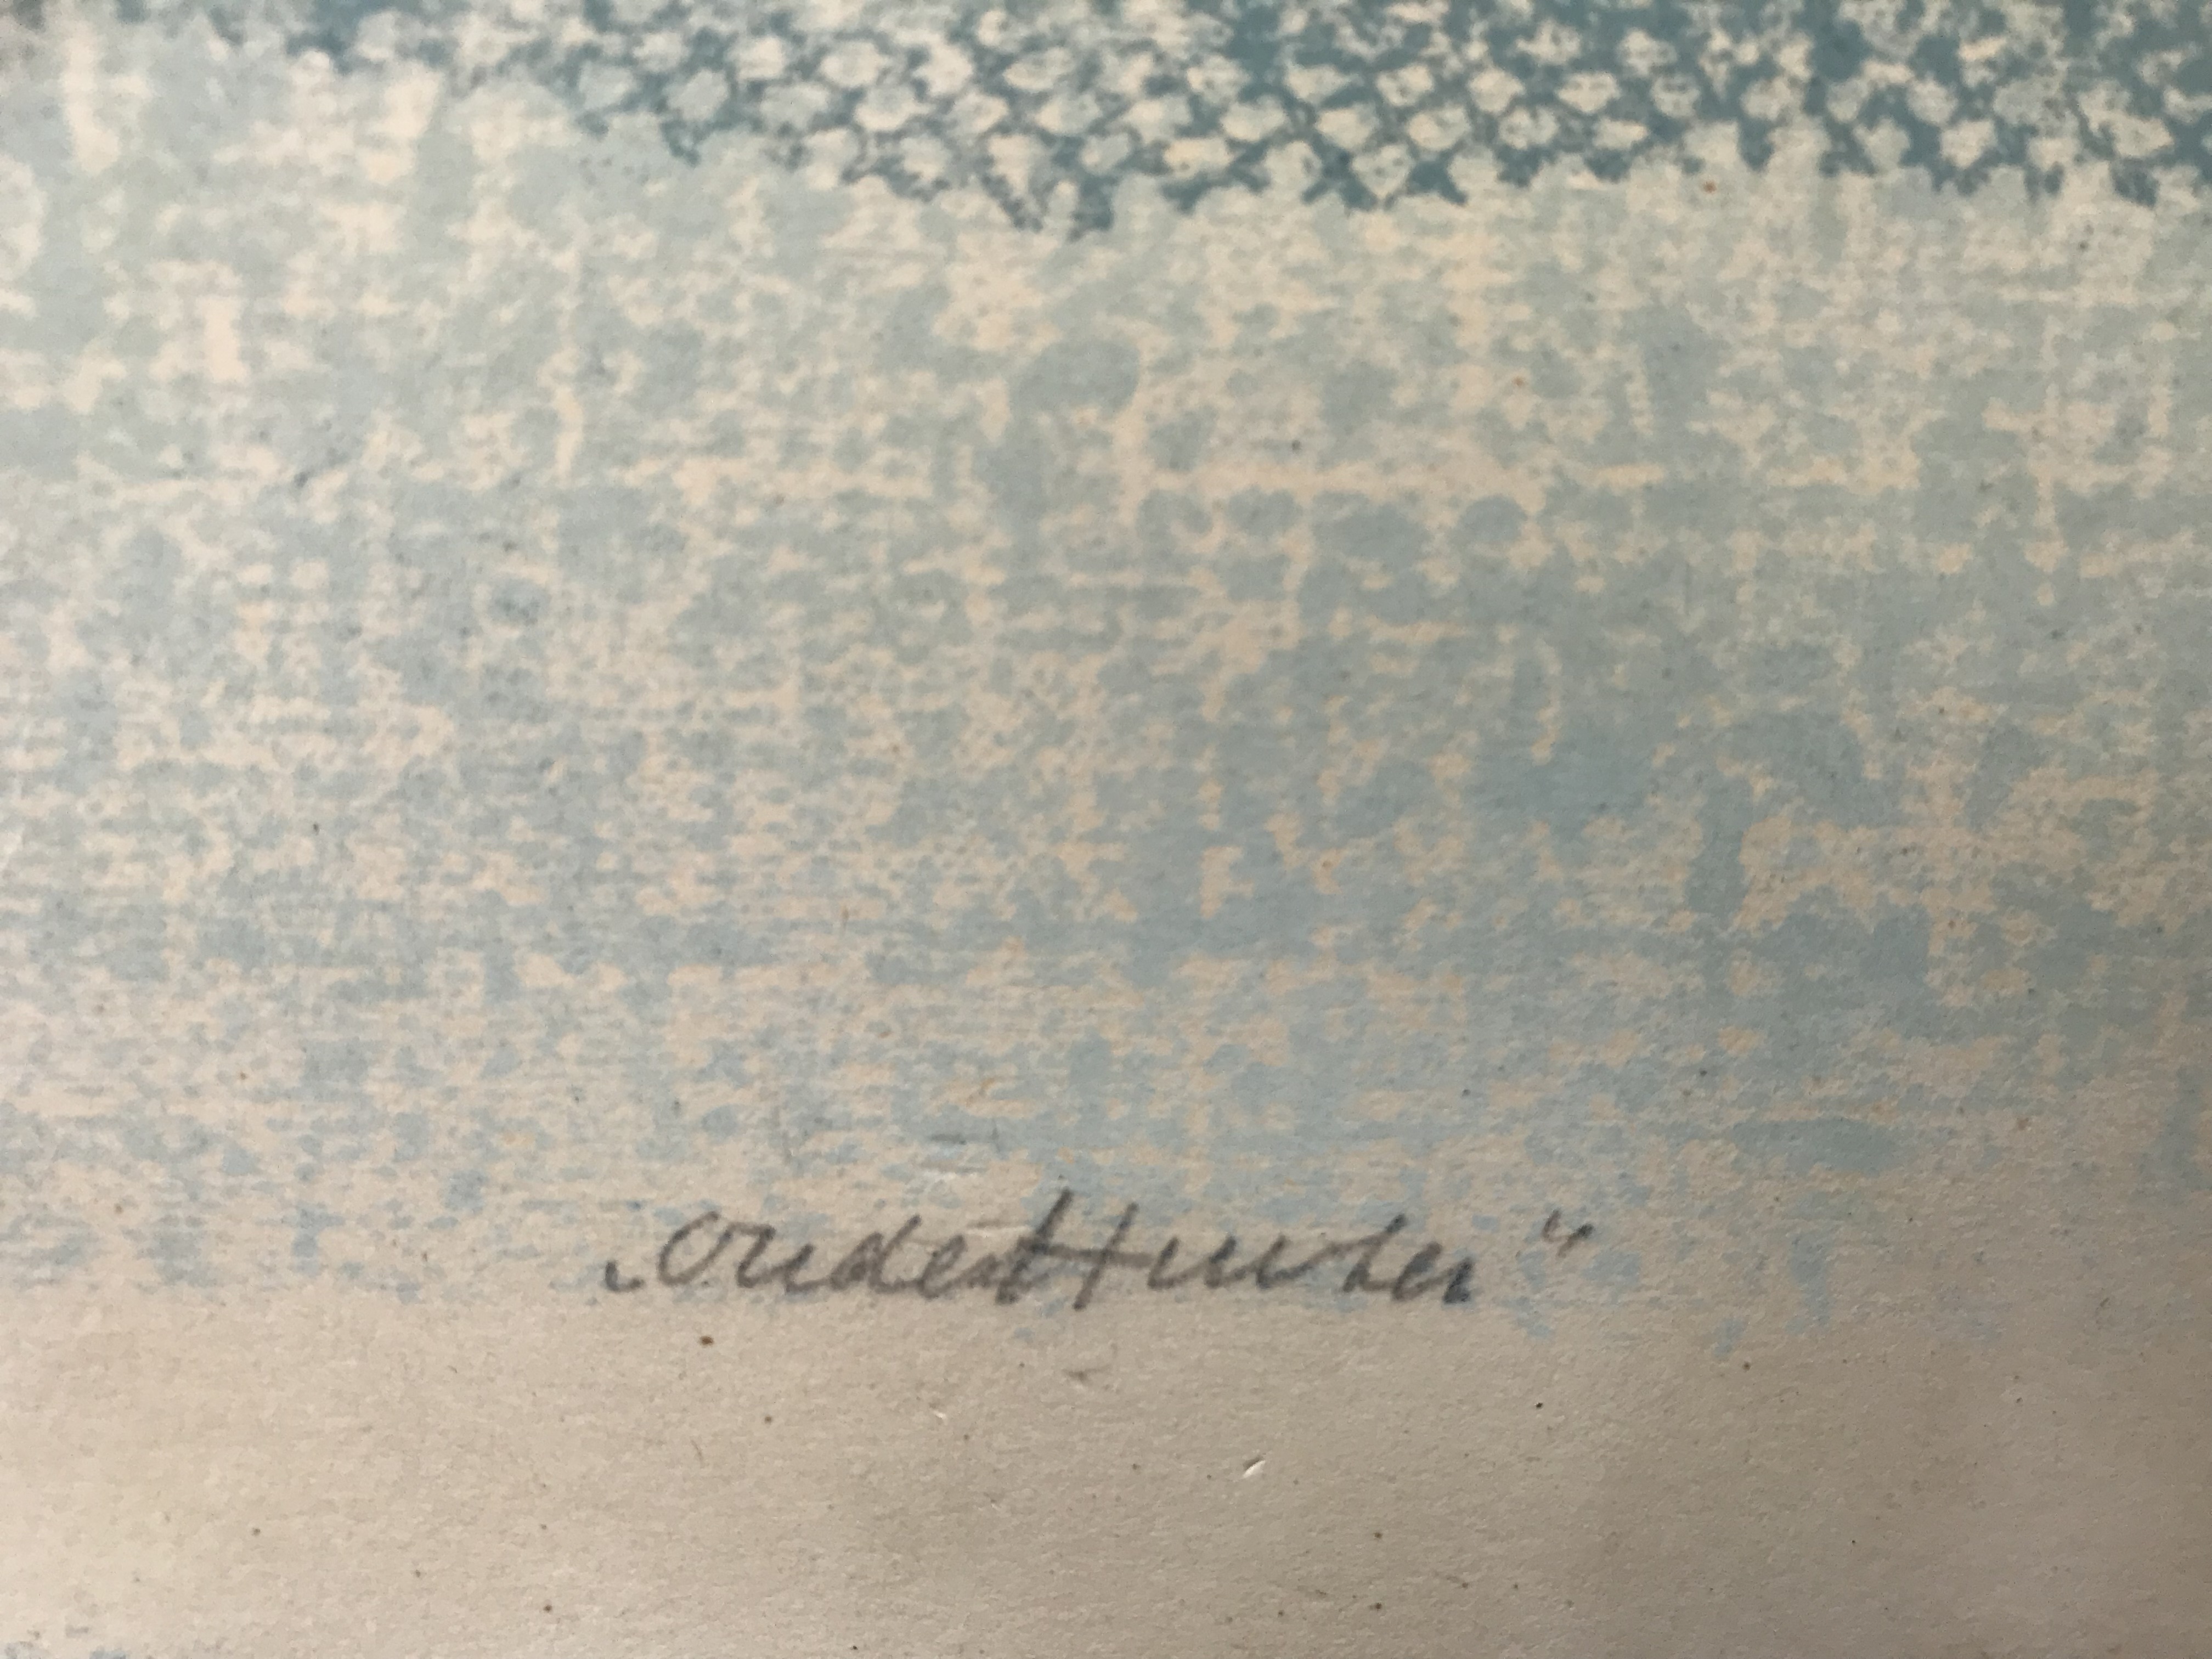 „oude Huizen“